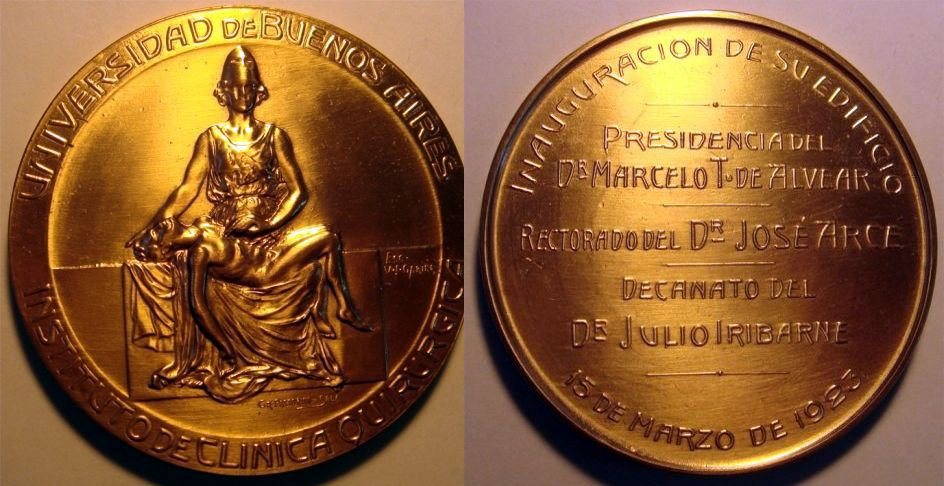 UNIVERSIDAD DE BUENOS AIRES
INSTITUTO DE CLINICA QUIRURGICA
INAUGURACION DE SU EDIFICIO
PRESIDENCIA DEL
DR MARCELO T. DE ALVEAR
RECTORADO DEL DR JOSÉ ARCE
DECANATO DEL
DR JULIO IRIBARNE
15 DE MARZO DE 1923.